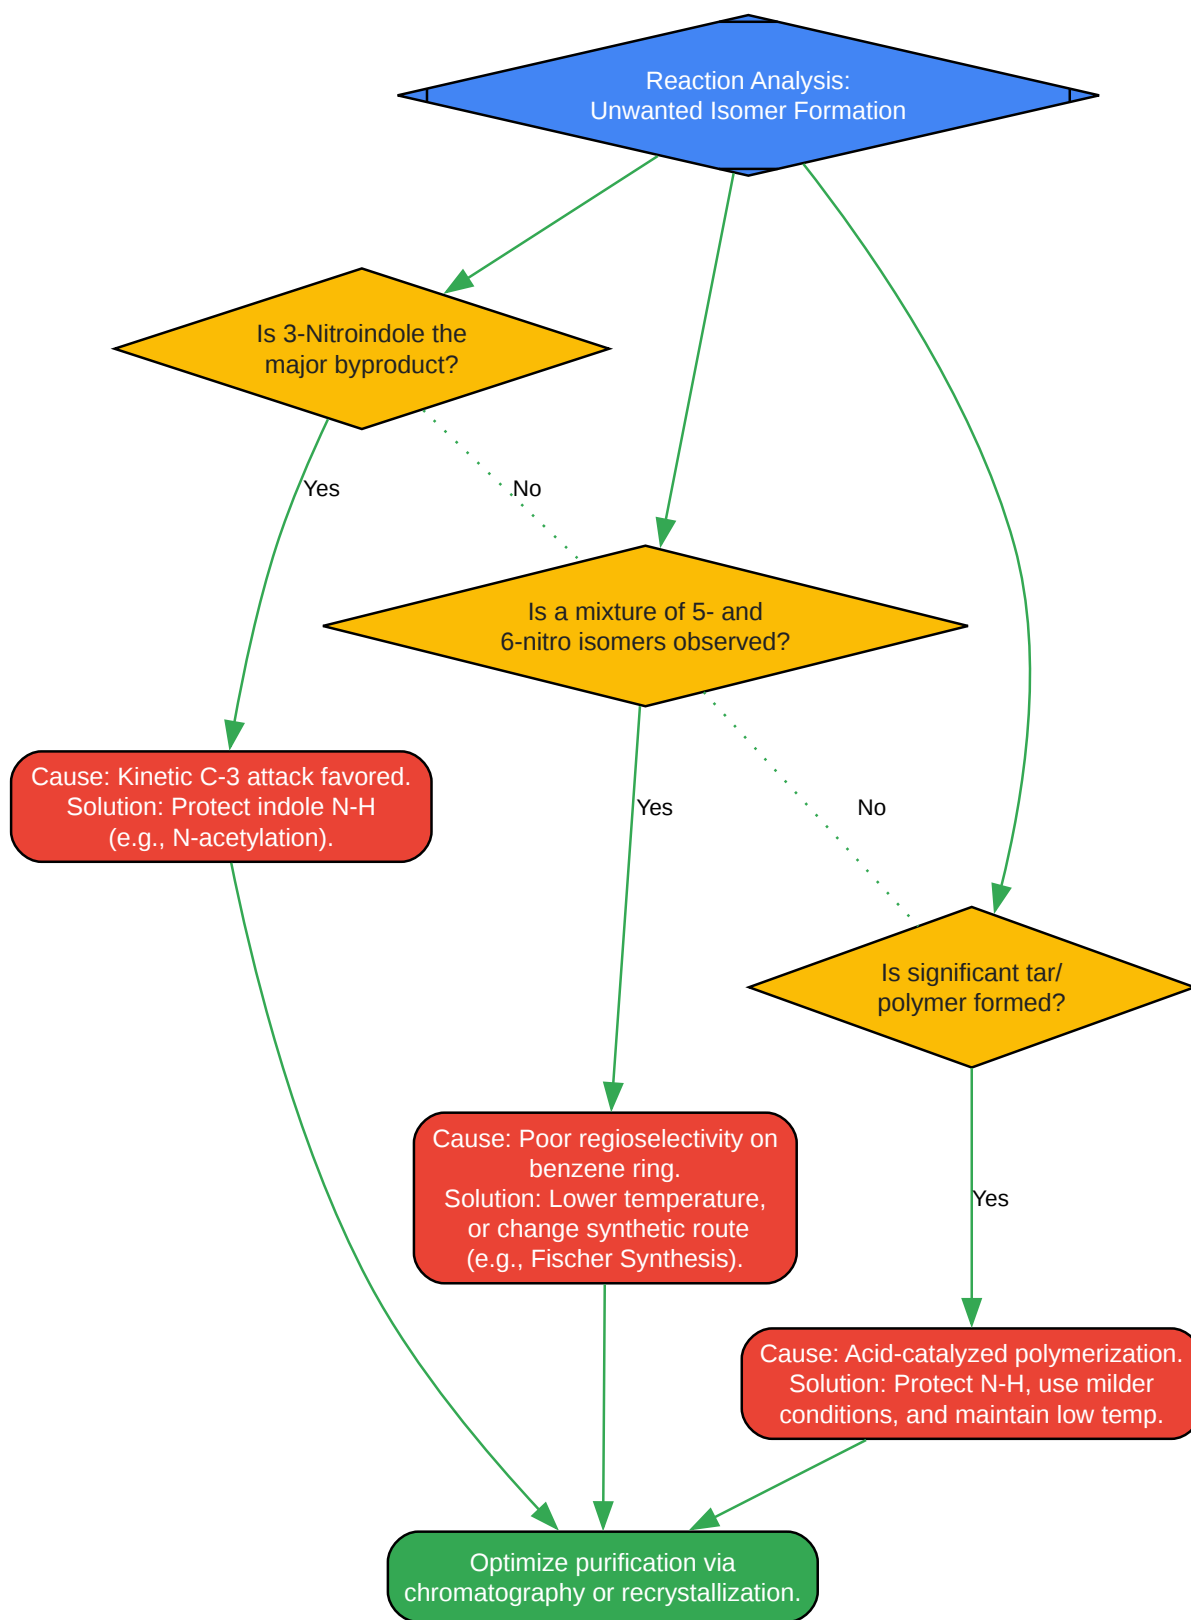 Reaction Analysis:
Unwanted Isomer Formation
Is 3-Nitroindole the
major byproduct?
Yes
No
Is a mixture of 5- and
6-nitro isomers observed?
Cause: Kinetic C-3 attack favored.
Solution: Protect indole N-H
(e.g., N-acetylation).
Yes
No
Is significant tar/
polymer formed?
Cause: Poor regioselectivity on
benzene ring.
Solution: Lower temperature,
or change synthetic route
(e.g., Fischer Synthesis).
Yes
Cause: Acid-catalyzed polymerization.
Solution: Protect N-H, use milder
conditions, and maintain low temp.
Optimize purification via
chromatography or recrystallization.